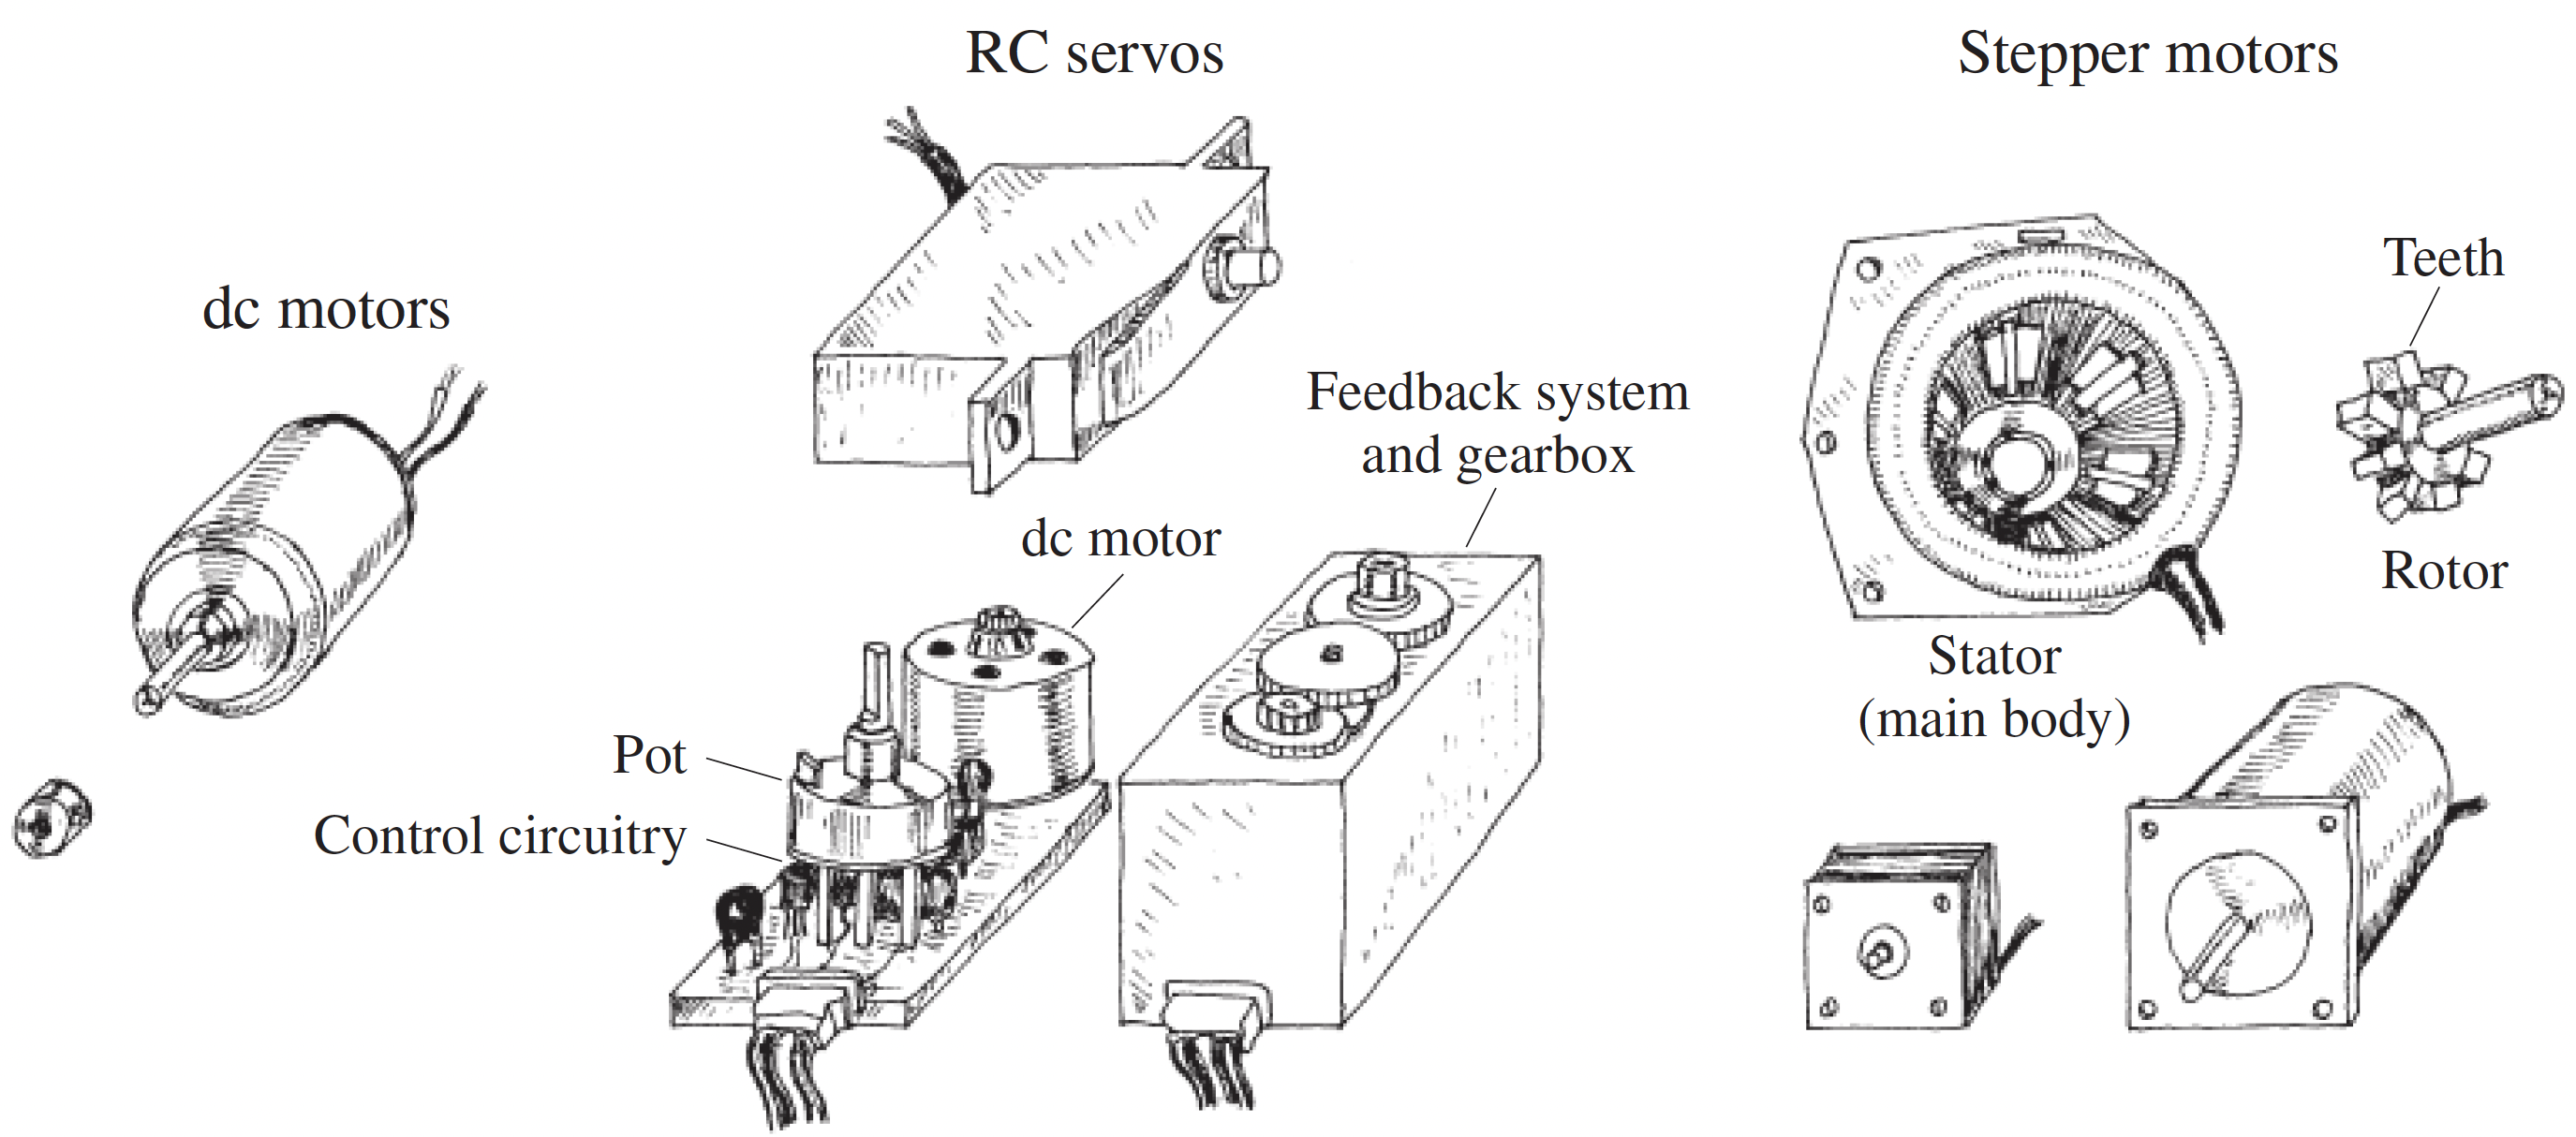 RC servos
Stepper motors
dc motors
Teeth
Feedback system
and gearbox
dc motor
Rotor
Stator
(main body)
Pot
Control circuitry